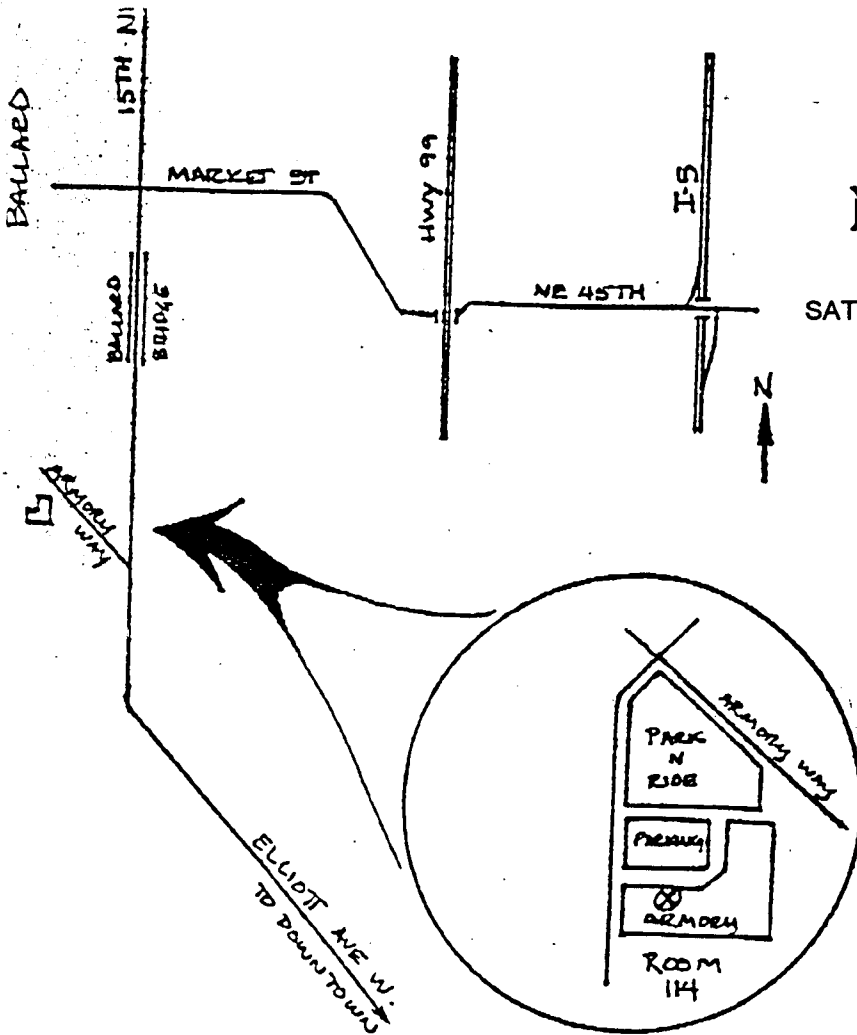 BALLARD
15TH. N
MARKET ST
Hwy 99
I-5
BALLARD
BRIDGE
NE 45TH
SAT
N
ARMORY
WAY
ARMORY WAY
PARK
N
RIDE
PARKING
ARMORY
ROOM
114
ELLIOTT AVE W.
TO DOWNTOWN